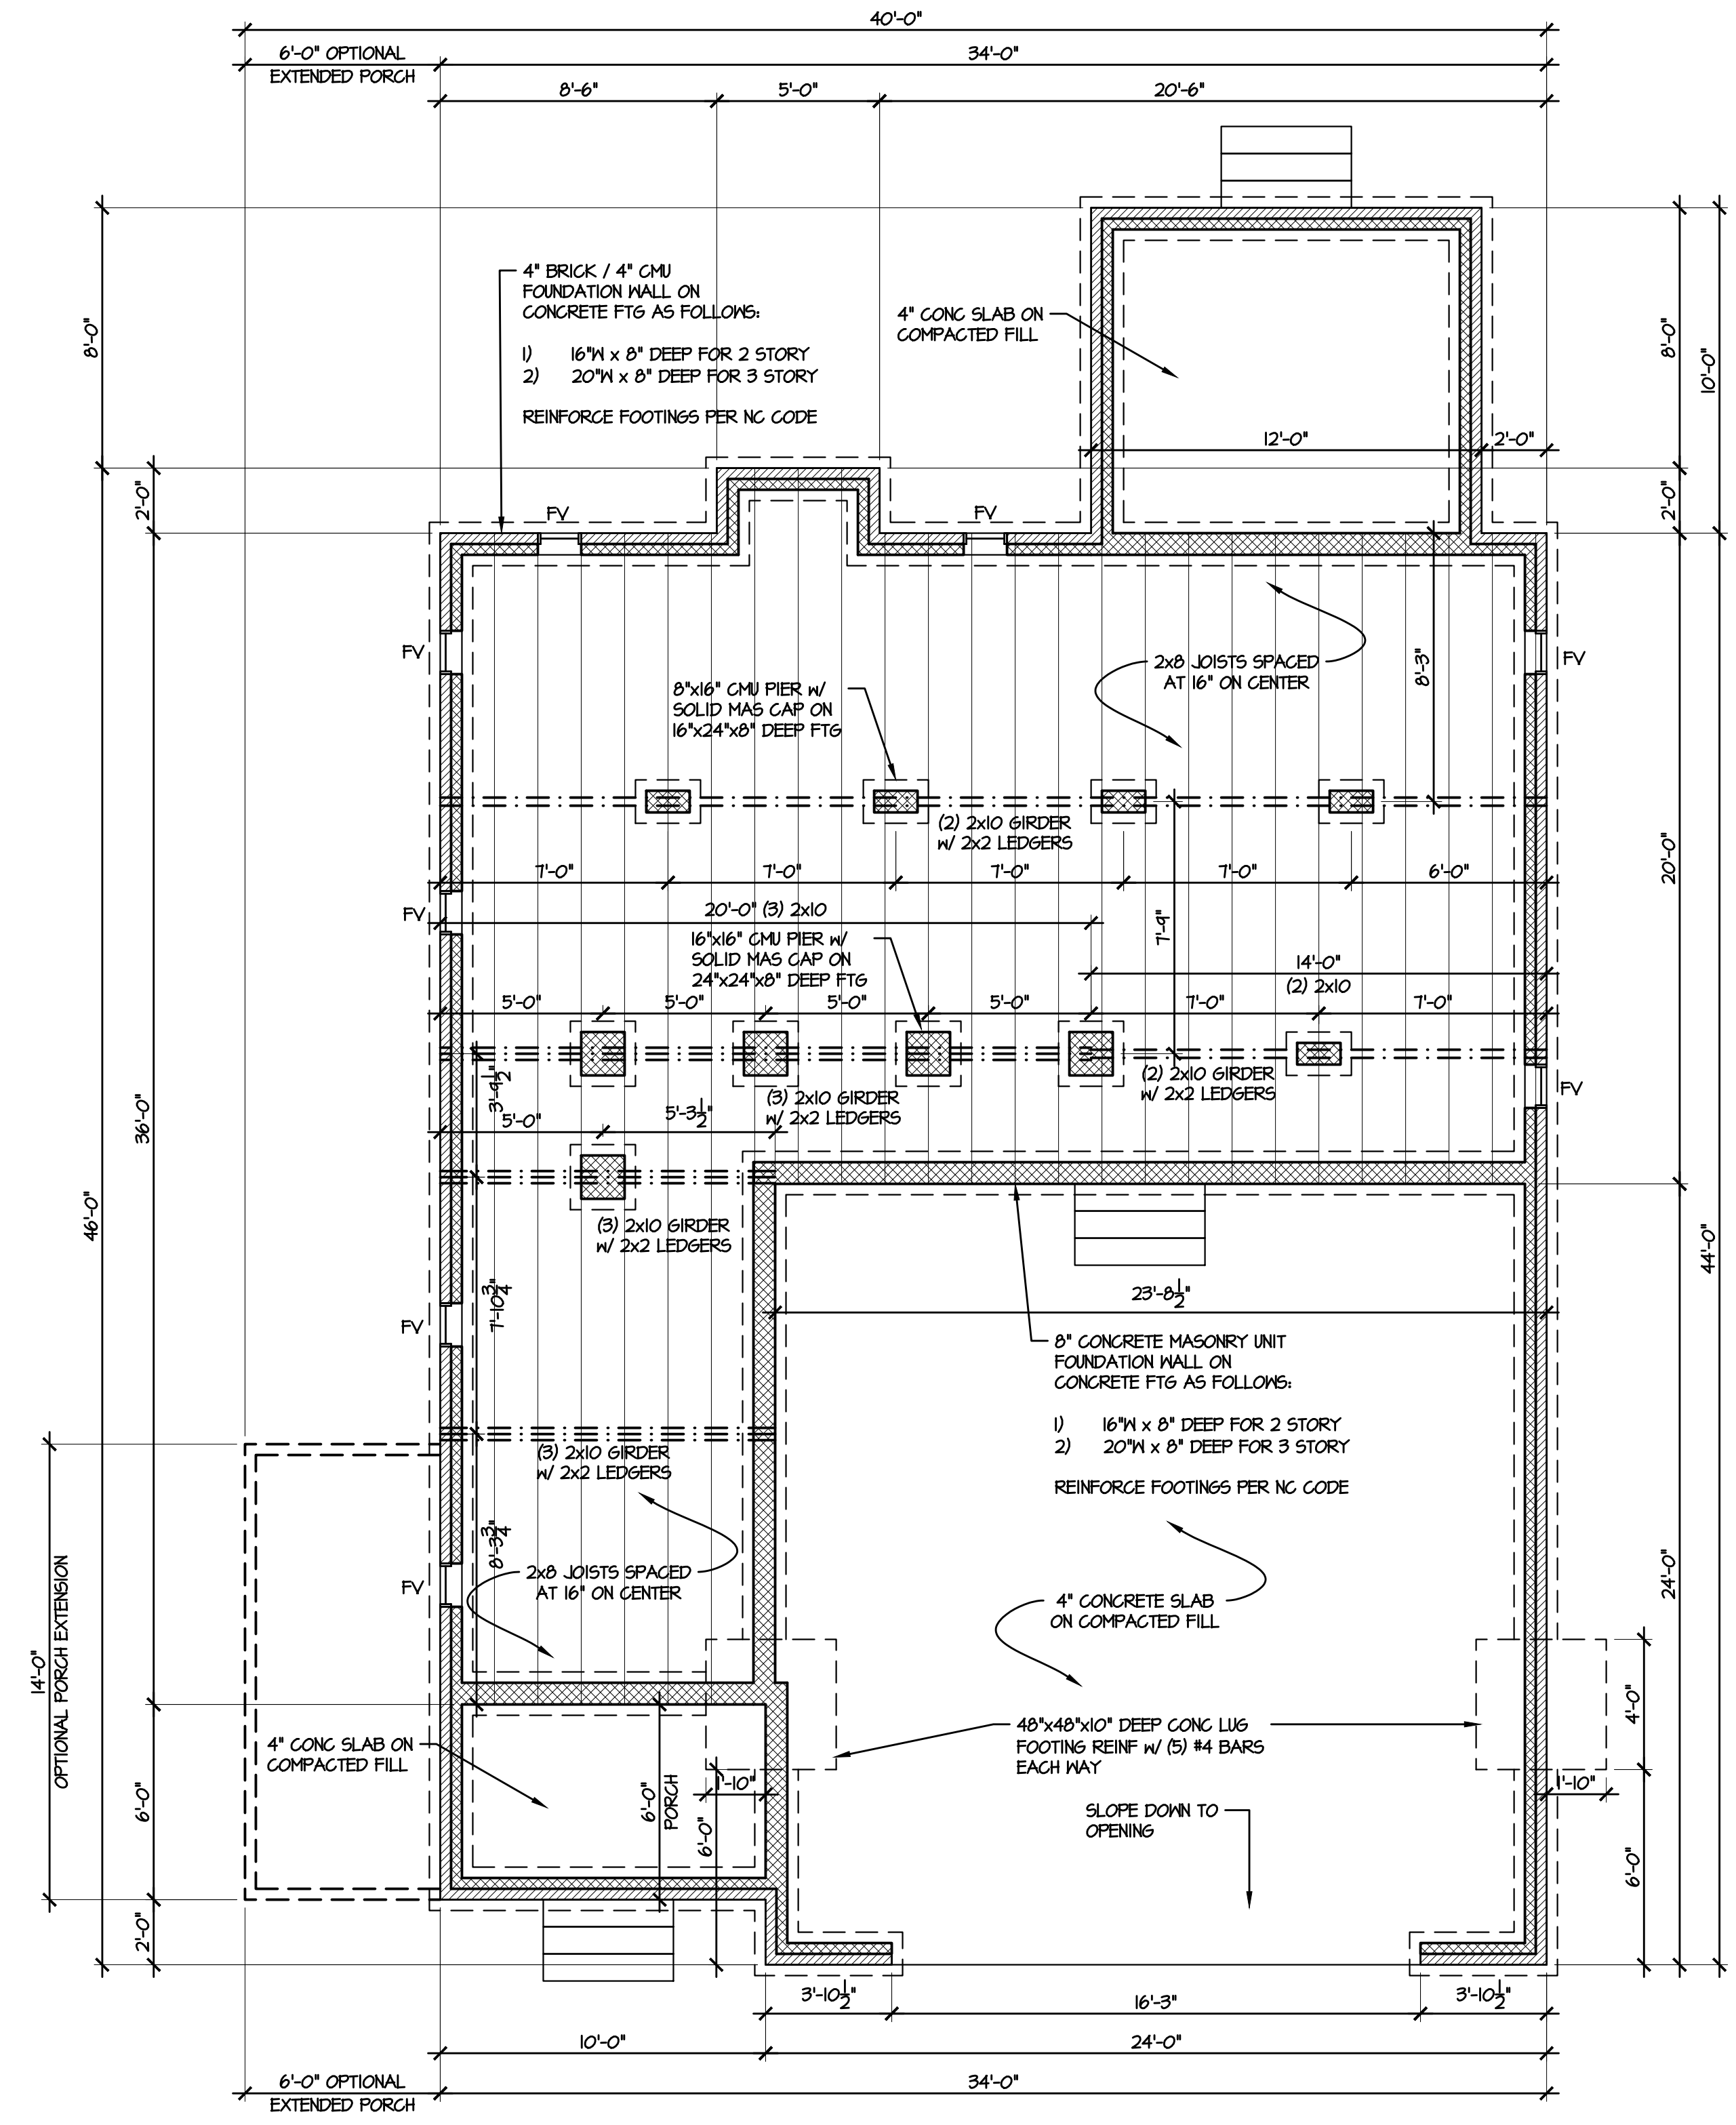 40'-0"
6'-0" OPTIONAL
EXTENDED PORCH
34'-0"
8'-6"
5'-0"
20'-6"
4" BRICK / 4" CMU
FOUNDATION WALL ON
CONCRETE FTG AS FOLLOWS:
1) 16"W x 8" DEEP FOR 2 STORY
2) 20"W x 8" DEEP FOR 3 STORY
REINFORCE FOOTINGS PER NC CODE
4" CONC SLAB ON
COMPACTED FILL
8'-0"
8'-0"
10'-0"
12'-0"
2'-0"
2'-0"
2'-0"
FV
FV
FV
FV
2x8 JOISTS SPACED
AT 16" ON CENTER
8'-3"
8"x16" CMU PIER w/
SOLID MAS CAP ON
16"x24"x8" DEEP FTG
(2) 2x10 GIRDER
w/ 2x2 LEDGERS
20'-0"
7'-0"
7'-0"
7'-0"
7'-0"
6'-0"
FV
20'-0" (3) 2x10
7'-9"
16"x16" CMU PIER w/
SOLID MAS CAP ON
24"x24"x8" DEEP FTG
14'-0"
(2) 2x10
5'-0"
5'-0"
5'-0"
5'-0"
7'-0"
7'-0"
3'-9 1/2"
(2) 2x10 GIRDER
w/ 2x2 LEDGERS
FV
(3) 2x10 GIRDER
w/ 2x2 LEDGERS
5'-0"
5'-3 1/2"
36'-0"
46'-0"
44'-0"
(3) 2x10 GIRDER
w/ 2x2 LEDGERS
7'-10 3/4"
23'-8 1/2"
FV
8" CONCRETE MASONRY UNIT
FOUNDATION WALL ON
CONCRETE FTG AS FOLLOWS:
1) 16"W x 8" DEEP FOR 2 STORY
2) 20"W x 8" DEEP FOR 3 STORY
REINFORCE FOOTINGS PER NC CODE
(3) 2x10 GIRDER
w/ 2x2 LEDGERS
8'-3 3/4"
2x8 JOISTS SPACED
AT 16" ON CENTER
FV
24'-0"
4" CONCRETE SLAB
ON COMPACTED FILL
14'-0"
OPTIONAL PORCH EXTENSION
4" CONC SLAB ON
COMPACTED FILL
48"x48"x10" DEEP CONC LUG
FOOTING REINF w/ (5) #4 BARS
EACH WAY
4'-0"
1'-10"
1'-10"
6'-0"
6'-0"
PORCH
6'-0"
SLOPE DOWN TO
OPENING
6'-0"
2'-0"
3'-10 1/2"
16'-3"
3'-10 1/2"
10'-0"
24'-0"
6'-0" OPTIONAL
EXTENDED PORCH
34'-0"